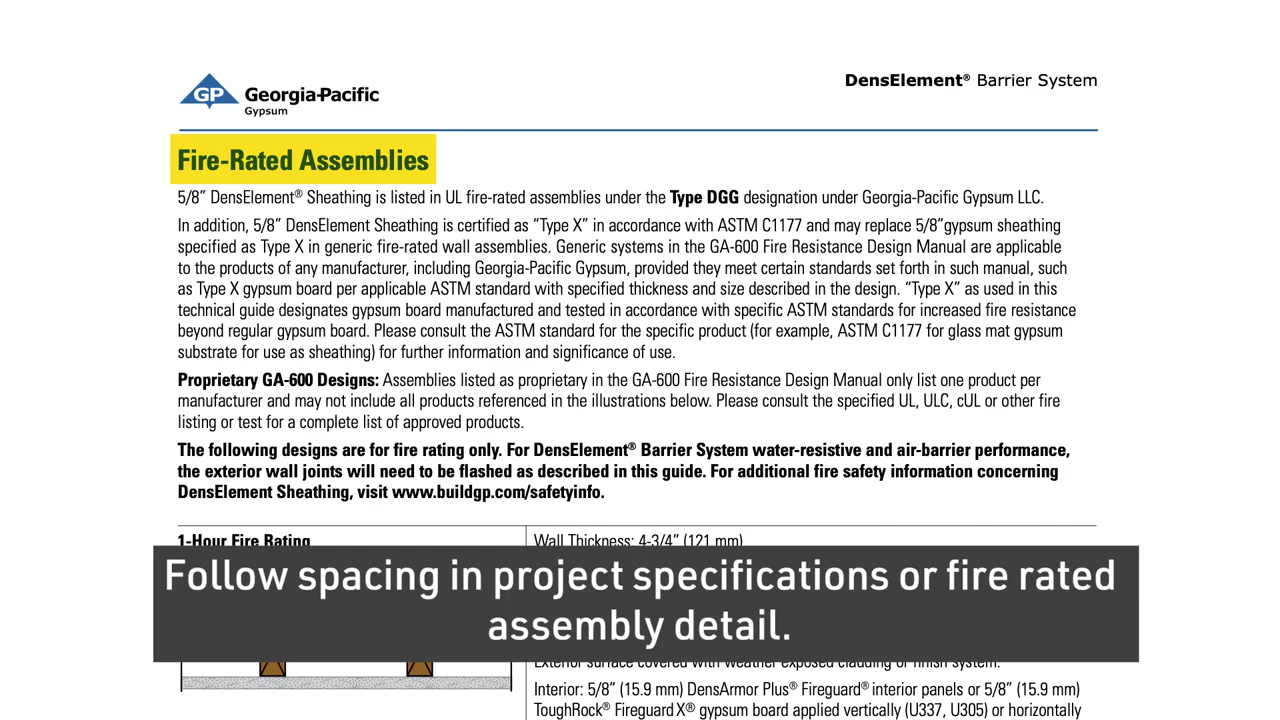 GP Georgia-Pacific
Gypsum
DensElement® Barrier System
Fire-Rated Assemblies
5/8” DensElement® Sheathing is listed in UL fire-rated assemblies under the Type DGG designation under Georgia-Pacific Gypsum LLC.
In addition, 5/8” DensElement Sheathing is certified as “Type X” in accordance with ASTM C1177 and may replace 5/8”gypsum sheathing
specified as Type X in generic fire-rated wall assemblies. Generic systems in the GA-600 Fire Resistance Design Manual are applicable
to the products of any manufacturer, including Georgia-Pacific Gypsum, provided they meet certain standards set forth in such manual, such
as Type X gypsum board per applicable ASTM standard with specified thickness and size described in the design. “Type X” as used in this
technical guide designates gypsum board manufactured and tested in accordance with specific ASTM standards for increased fire resistance
beyond regular gypsum board. Please consult the ASTM standard for the specific product (for example, ASTM C1177 for glass mat gypsum
substrate for use as sheathing) for further information and significance of use.
Proprietary GA-600 Designs: Assemblies listed as proprietary in the GA-600 Fire Resistance Design Manual only list one product per
manufacturer and may not include all products referenced in the illustrations below. Please consult the specified UL, ULC, cUL or other fire
listing or test for a complete list of approved products.
The following designs are for fire rating only. For DensElement® Barrier System water-resistive and air-barrier performance,
the exterior wall joints will need to be flashed as described in this guide. For additional fire safety information concerning
DensElement Sheathing, visit www.buildgp.com/safetyinfo.
1-Hour Fire Rating
Wall Thickness: 4-3/4” (121 mm)
Follow spacing in project specifications or fire rated
assembly detail.
Exterior surface covered with weather exposed cladding or finish system.
Interior: 5/8” (15.9 mm) DensArmor Plus® Fireguard® interior panels or 5/8” (15.9 mm)
ToughRock® Fireguard X® gypsum board applied vertically (U337, U305) or horizontally